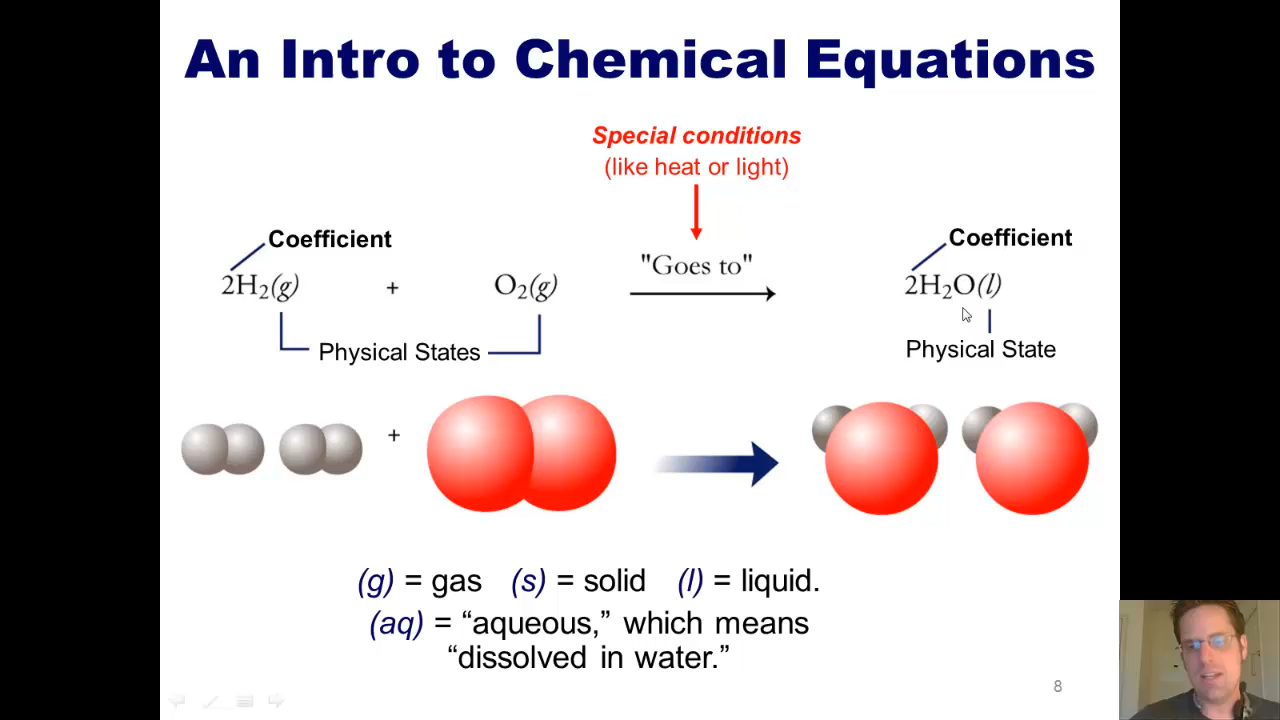 An Intro to Chemical Equations
Special conditions
(like heat or light)
Coefficient
"Goes to"
Coefficient
2H₂(g) + O₂(g)
2H₂O(l)
Physical States
Physical State
+
(g) = gas (s) = solid (l) = liquid.
(aq) = “aqueous,” which means
“dissolved in water.”
8